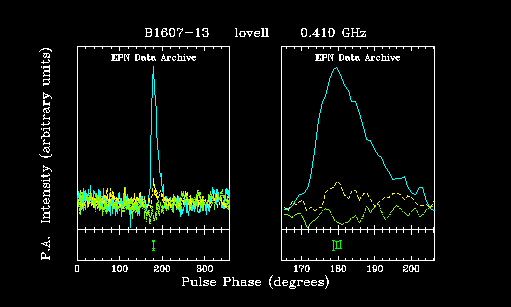 B1607-13 lovell 0.410 GHz
EPN Data Archive EPN Data Archive
P.A. Intensity (arbitrary units)
0 100 200 300 170 180 190 200
Pulse Phase (degrees)